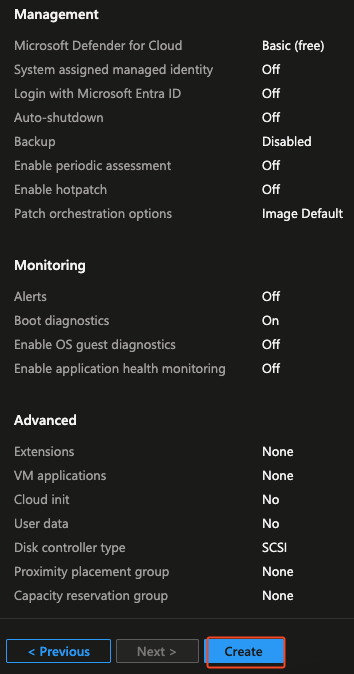 Management
Microsoft Defender for Cloud Basic (free)
System assigned managed identity Off
Login with Microsoft Entra ID Off
Auto-shutdown Off
Backup Disabled
Enable periodic assessment Off
Enable hotpatch Off
Patch orchestration options Image Default
Monitoring
Alerts Off
Boot diagnostics On
Enable OS guest diagnostics Off
Enable application health monitoring Off
Advanced
Extensions None
VM applications None
Cloud init No
User data No
Disk controller type SCSI
Proximity placement group None
Capacity reservation group None
< Previous Next > Create